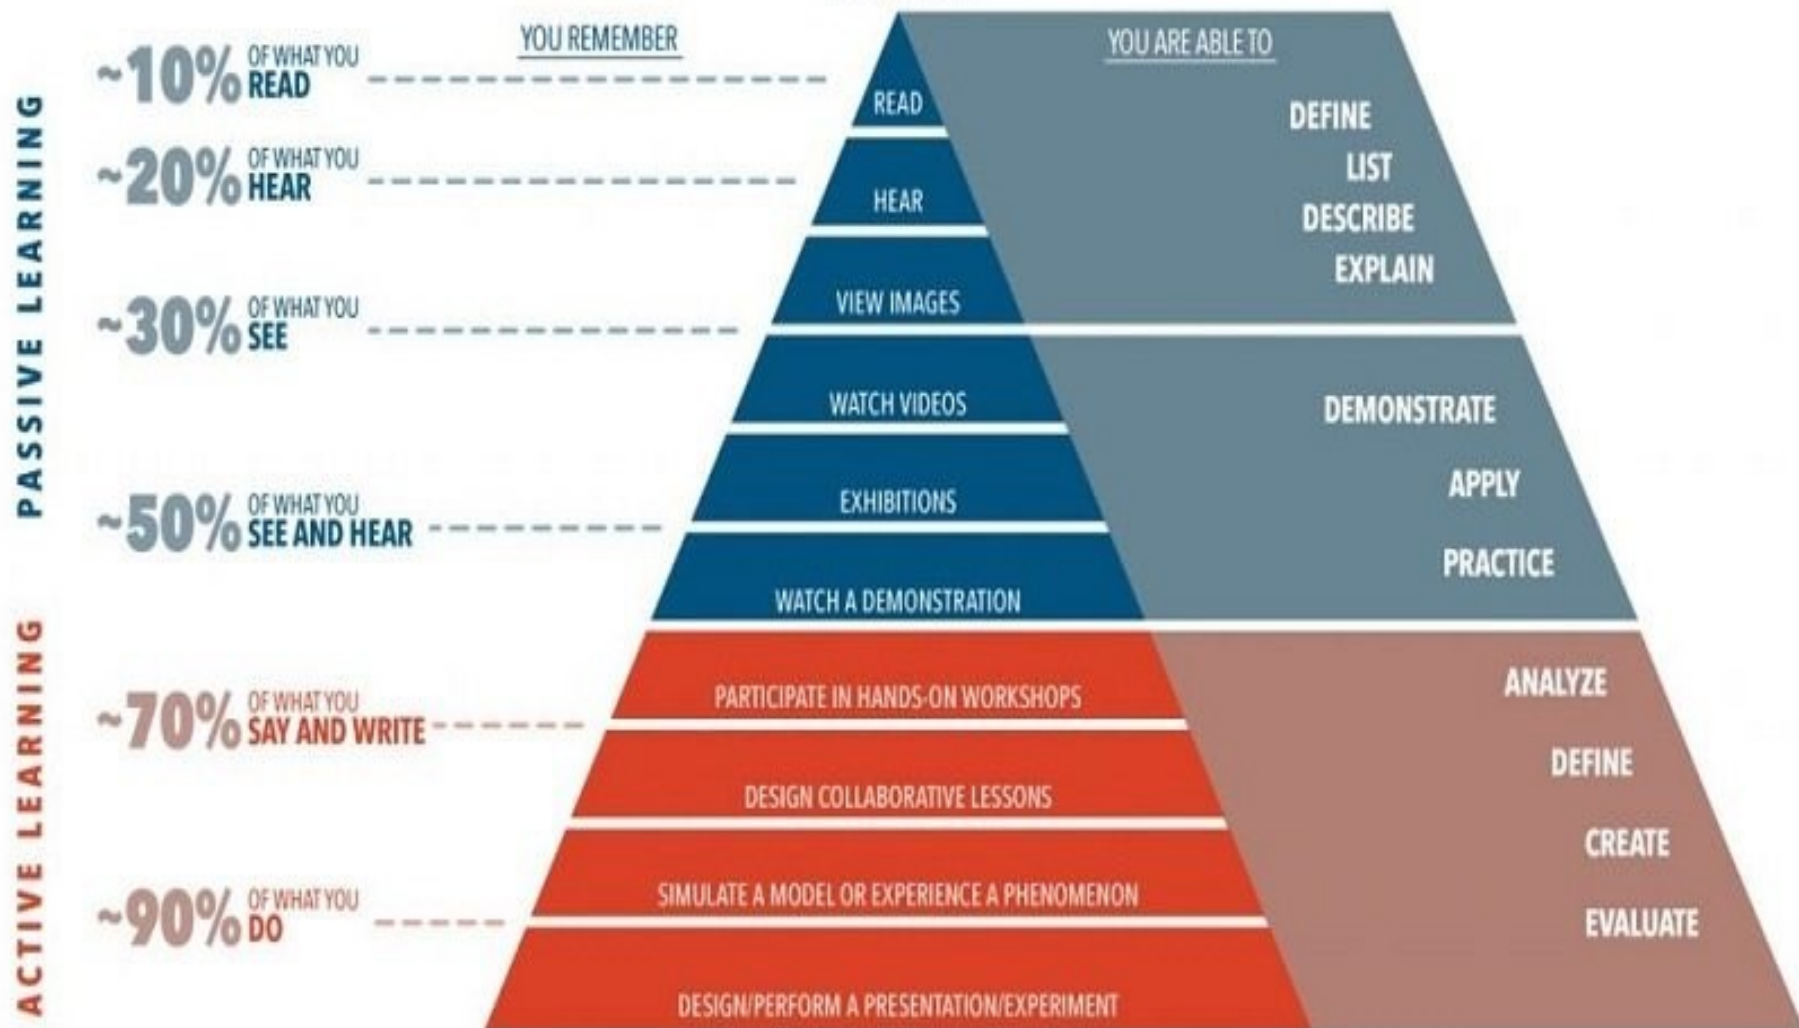 YOU REMEMBER
YOU ARE ABLE TO
PASSIVE LEARNING
~10% OF WHAT YOU
READ
~20% OF WHAT YOU
HEAR
~30% OF WHAT YOU
SEE
~50% OF WHAT YOU
SEE AND HEAR
ACTIVE LEARNING
~70% OF WHAT YOU
SAY AND WRITE
~90% OF WHAT YOU
DO
READ
HEAR
VIEW IMAGES
WATCH VIDEOS
EXHIBITIONS
WATCH A DEMONSTRATION
PARTICIPATE IN HANDS-ON WORKSHOPS
DESIGN COLLABORATIVE LESSONS
SIMULATE A MODEL OR EXPERIENCE A PHENOMENON
DESIGN/PERFORM A PRESENTATION/EXPERIMENT
DEFINE
LIST
DESCRIBE
EXPLAIN
DEMONSTRATE
APPLY
PRACTICE
ANALYZE
DEFINE
CREATE
EVALUATE